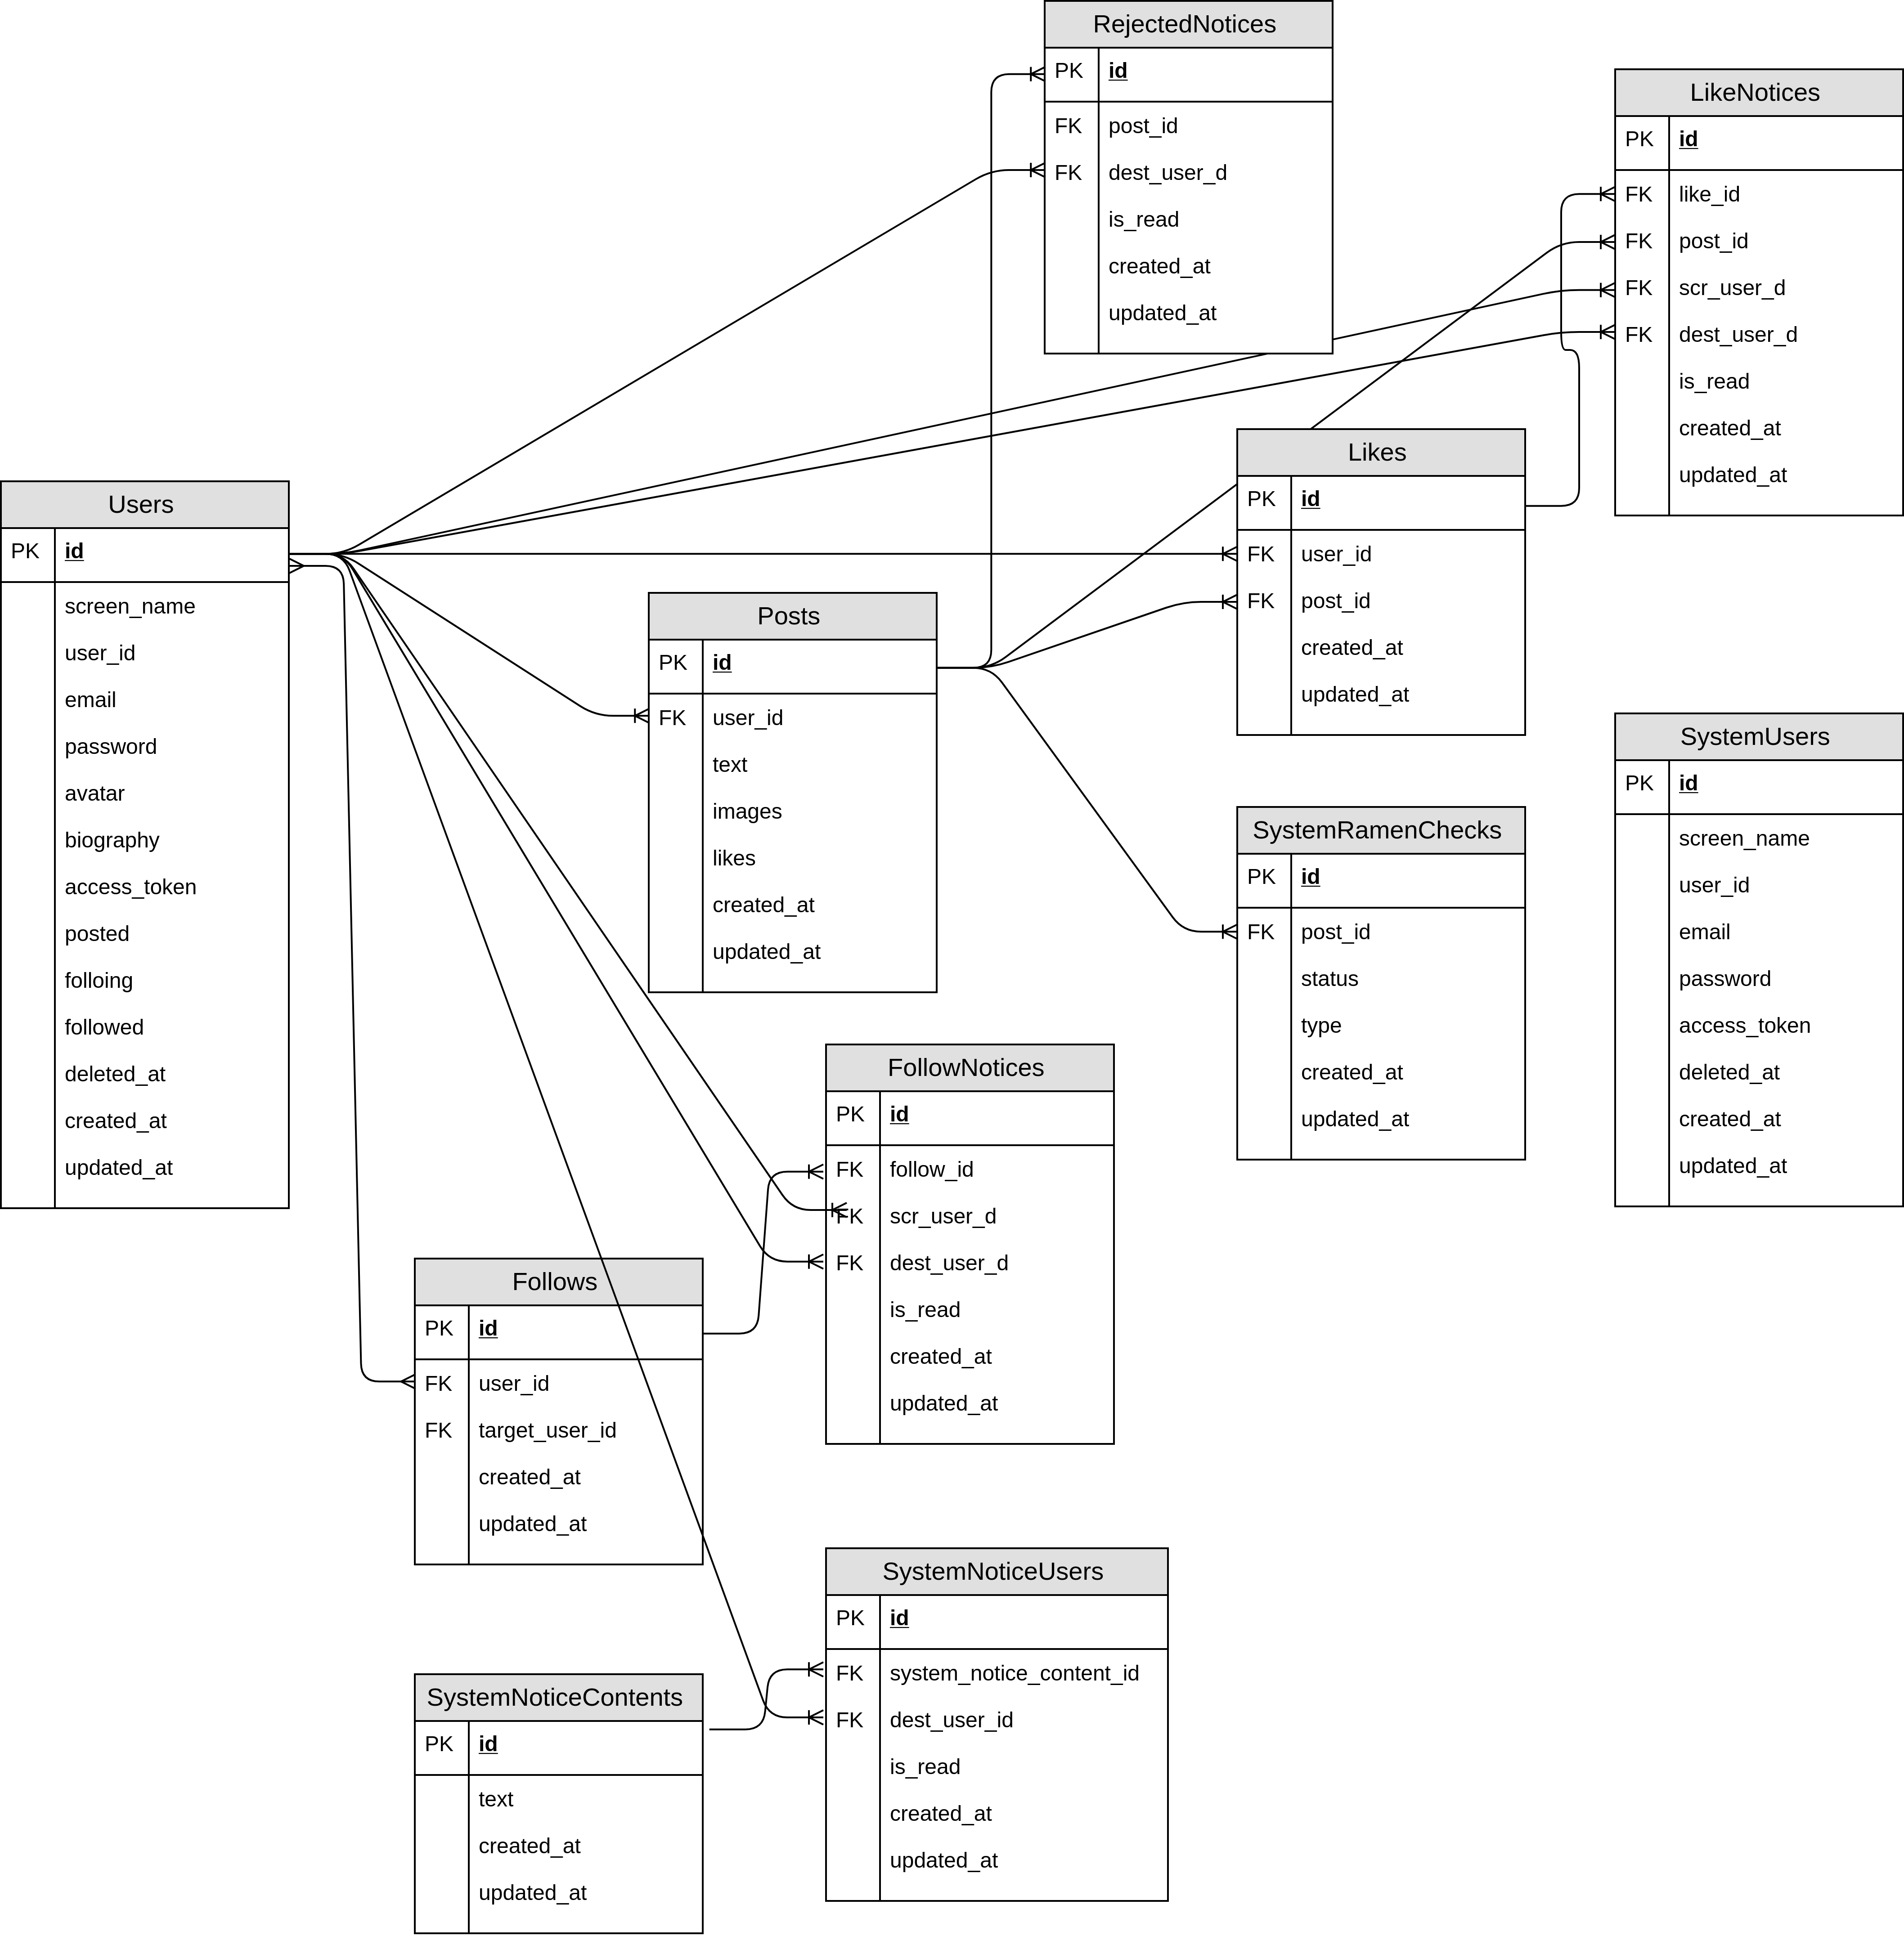 RejectedNotices
PK id
FK post_id
FK dest_user_d
is_read
created_at
updated_at
LikeNotices
PK id
FK like_id
FK post_id
FK scr_user_d
FK dest_user_d
is_read
created_at
updated_at
Likes
PK id
FK user_id
FK post_id
created_at
updated_at
Users
PK id
screen_name
user_id
email
password
avatar
biography
access_token
posted
folloing
followed
deleted_at
created_at
updated_at
Posts
PK id
FK user_id
text
images
likes
created_at
updated_at
SystemUsers
PK id
screen_name
user_id
email
password
access_token
deleted_at
created_at
updated_at
SystemRamenChecks
PK id
FK post_id
status
type
created_at
updated_at
FollowNotices
PK id
FK follow_id
FK scr_user_d
FK dest_user_d
is_read
created_at
updated_at
Follows
PK id
FK user_id
FK target_user_id
created_at
updated_at
SystemNoticeUsers
PK id
FK system_notice_content_id
FK dest_user_id
is_read
created_at
updated_at
SystemNoticeContents
PK id
text
created_at
updated_at